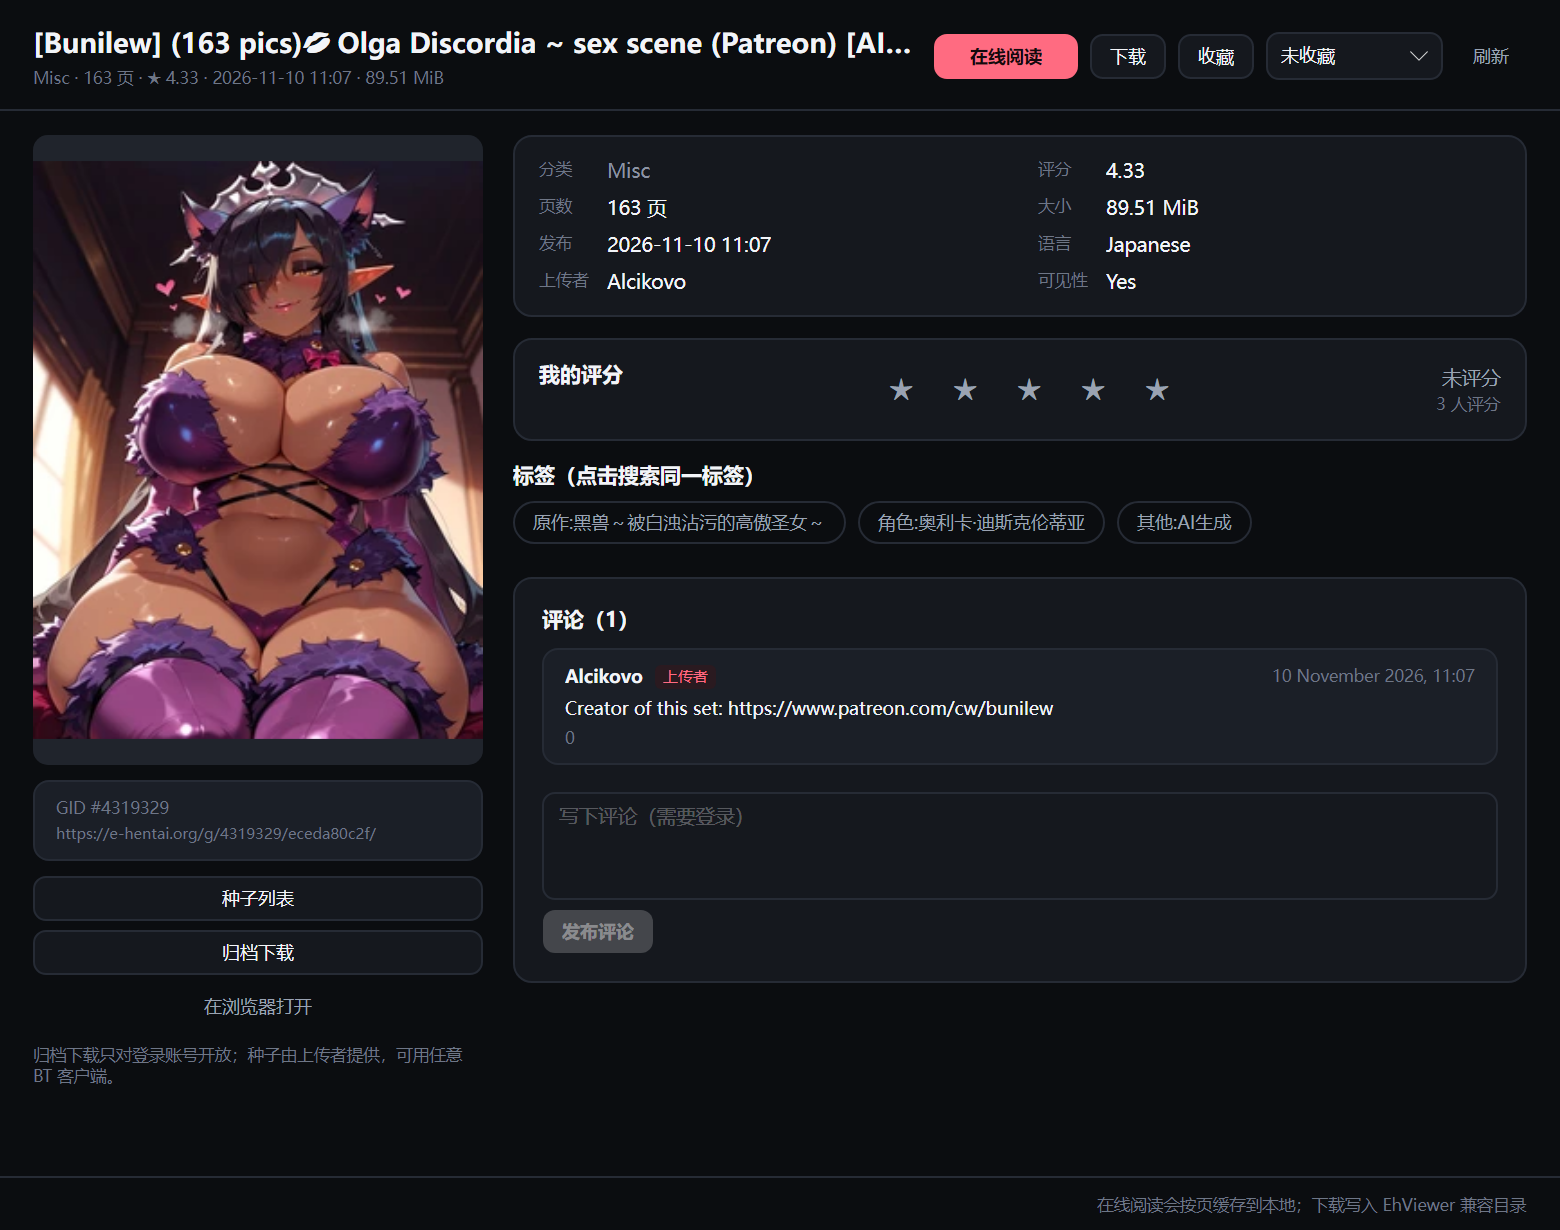 [Bunilew] (163 pics)💋 Olga Discordia ~ sex scene (Patreon) [AI...
Misc · 163 页 · ★ 4.33 · 2026-11-10 11:07 · 89.51 MiB
在线阅读
下载
收藏
未收藏
刷新
分类 Misc
评分 4.33
页数 163 页
大小 89.51 MiB
发布 2026-11-10 11:07
语言 Japanese
上传者 Alcikovo
可见性 Yes
我的评分
★ ★ ★ ★ ★
未评分
3 人评分
标签（点击搜索同一标签）
原作:黑兽～被白浊沾污的高傲圣女～
角色:奥利卡·迪斯克伦蒂亚
其他:AI生成
评论（1）
Alcikovo 上传者 10 November 2026, 11:07
Creator of this set: https://www.patreon.com/cw/bunilew
0
写下评论（需要登录）
发布评论
GID #4319329
https://e-hentai.org/g/4319329/eceda80c2f/
种子列表
归档下载
在浏览器打开
归档下载只对登录账号开放；种子由上传者提供，可用任意
BT 客户端。
在线阅读会按页缓存到本地；下载写入 EhViewer 兼容目录